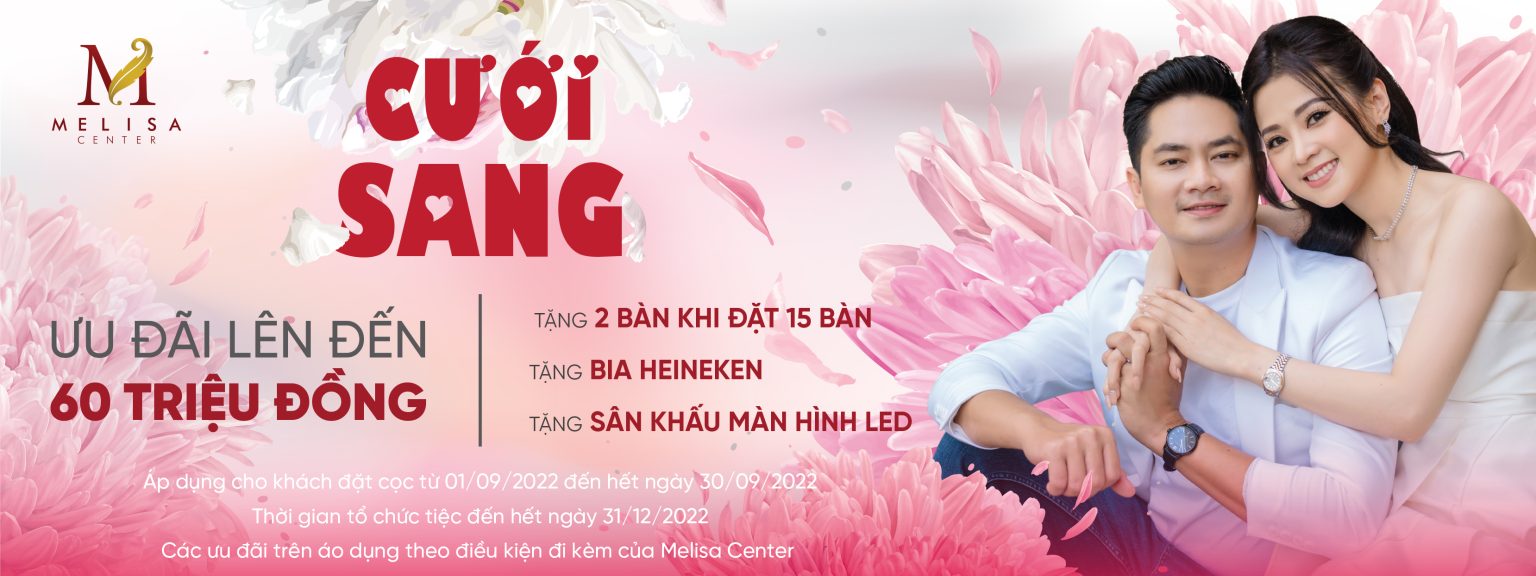 MELISA
CENTER
CƯỚI
SANG
ƯU ĐÃI LÊN ĐẾN
60 TRIỆU ĐỒNG
TẶNG 2 BÀN KHI ĐẶT 15 BÀN
TẶNG BIA HEINEKEN
TẶNG SÂN KHẤU MÀN HÌNH LED
Áp dụng cho khách đặt cọc từ 01/09/2022 đến hết ngày 30/09/2022
Thời gian tổ chức tiệc đến hết ngày 31/12/2022
Các ưu đãi trên áo dụng theo điều kiện đi kèm của Melisa Center